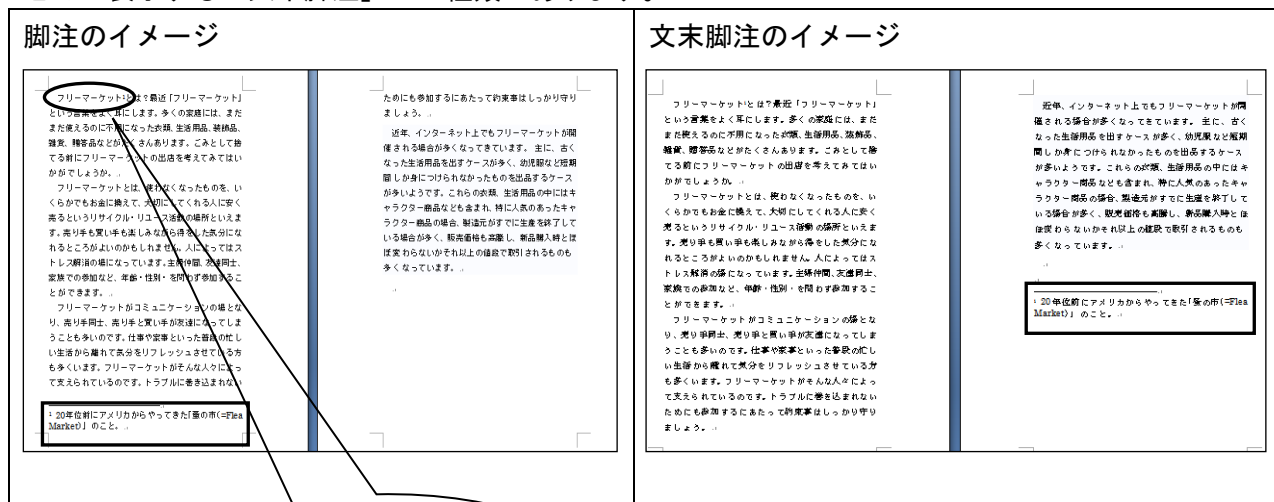 脚注のイメージ
フリーマーケット¹とは?最近「フリーマーケット」
という言葉をよく耳にします。多くの家庭には、まだ
まだ使えるのに不用になった衣類、生活用品、装飾品、
雑貨、贈答品などがたくさんあります。ごみとして捨
てる前にフリーマーケットの出店を考えてみてはい
かがでしょうか。
フリーマーケットとは、使わなくなったものを、い
くらかでもお金に換えて、大切にしてくれる人に安く
売るというリサイクル・リユース活動の場所といえま
す。売り手も買い手も楽しみながら得をした気分にな
れるところがよいのかもしれません。人によってはス
トレス解消の場になっています。主婦仲間、友達同士、
家族での参加など、年齢・性別・を問わず参加するこ
とができます。
フリーマーケットがコミュニケーションの場とな
り、売り手同士、売り手と買い手が友達になってしま
うことも多いのです。仕事や家事といった普段の忙し
い生活から離れて気分をリフレッシュさせている方
も多くいます。フリーマーケットがそんな人々によっ
て支えられているのです。トラブルに巻き込まれない
¹ 20年位前にアメリカからやってきた「蚤の市(=Flea
Market)」のこと。
ためにも参加するにあたって約束事はしっかり守り
ましょう。
近年、インターネット上でもフリーマーケットが開
催される場合が多くなってきています。主に、古く
なった生活用品を出すケースが多く、幼児服など短期
間しか身につけられなかったものを出品するケース
が多いようです。これらの衣類、生活用品の中にはキ
ャラクター商品なども含まれ、特に人気のあったキャ
ラクター商品の場合、製造元がすでに生産を終了して
いる場合が多く、販売価格も高騰し、新品購入時とほ
ぼ変わらないかそれ以上の値段で取引されるものも
多くなっています。
文末脚注のイメージ
フリーマーケットⁱとは?最近「フリーマーケット」
という言葉をよく耳にします。多くの家庭には、まだ
まだ使えるのに不用になった衣類、生活用品、装飾品、
雑貨、贈答品などがたくさんあります。ごみとして捨
てる前にフリーマーケットの出店を考えてみてはい
かがでしょうか。
フリーマーケットとは、使わなくなったものを、い
くらかでもお金に換えて、大切にしてくれる人に安く
売るというリサイクル・リユース活動の場所といえま
す。売り手も買い手も楽しみながら得をした気分にな
れるところがよいのかもしれません。人によってはス
トレス解消の場になっています。主婦仲間、友達同士、
家族での参加など、年齢・性別・を問わず参加するこ
とができます。
フリーマーケットがコミュニケーションの場とな
り、売り手同士、売り手と買い手が友達になってしま
うことも多いのです。仕事や家事といった普段の忙し
い生活から離れて気分をリフレッシュさせている方
も多くいます。フリーマーケットがそんな人々によっ
て支えられているのです。トラブルに巻き込まれない
ためにも参加するにあたって約束事はしっかり守り
ましょう。
近年、インターネット上でもフリーマーケットが開
催される場合が多くなってきています。主に、古く
なった生活用品を出すケースが多く、幼児服など短期
間しか身につけられなかったものを出品するケース
が多いようです。これらの衣類、生活用品の中にはキ
ャラクター商品なども含まれ、特に人気のあったキャ
ラクター商品の場合、製造元がすでに生産を終了して
いる場合が多く、販売価格も高騰し、新品購入時とほ
ぼ変わらないかそれ以上の値段で取引されるものも
多くなっています。
ⁱ 20年位前にアメリカからやってきた「蚤の市(=Flea
Market)」のこと。